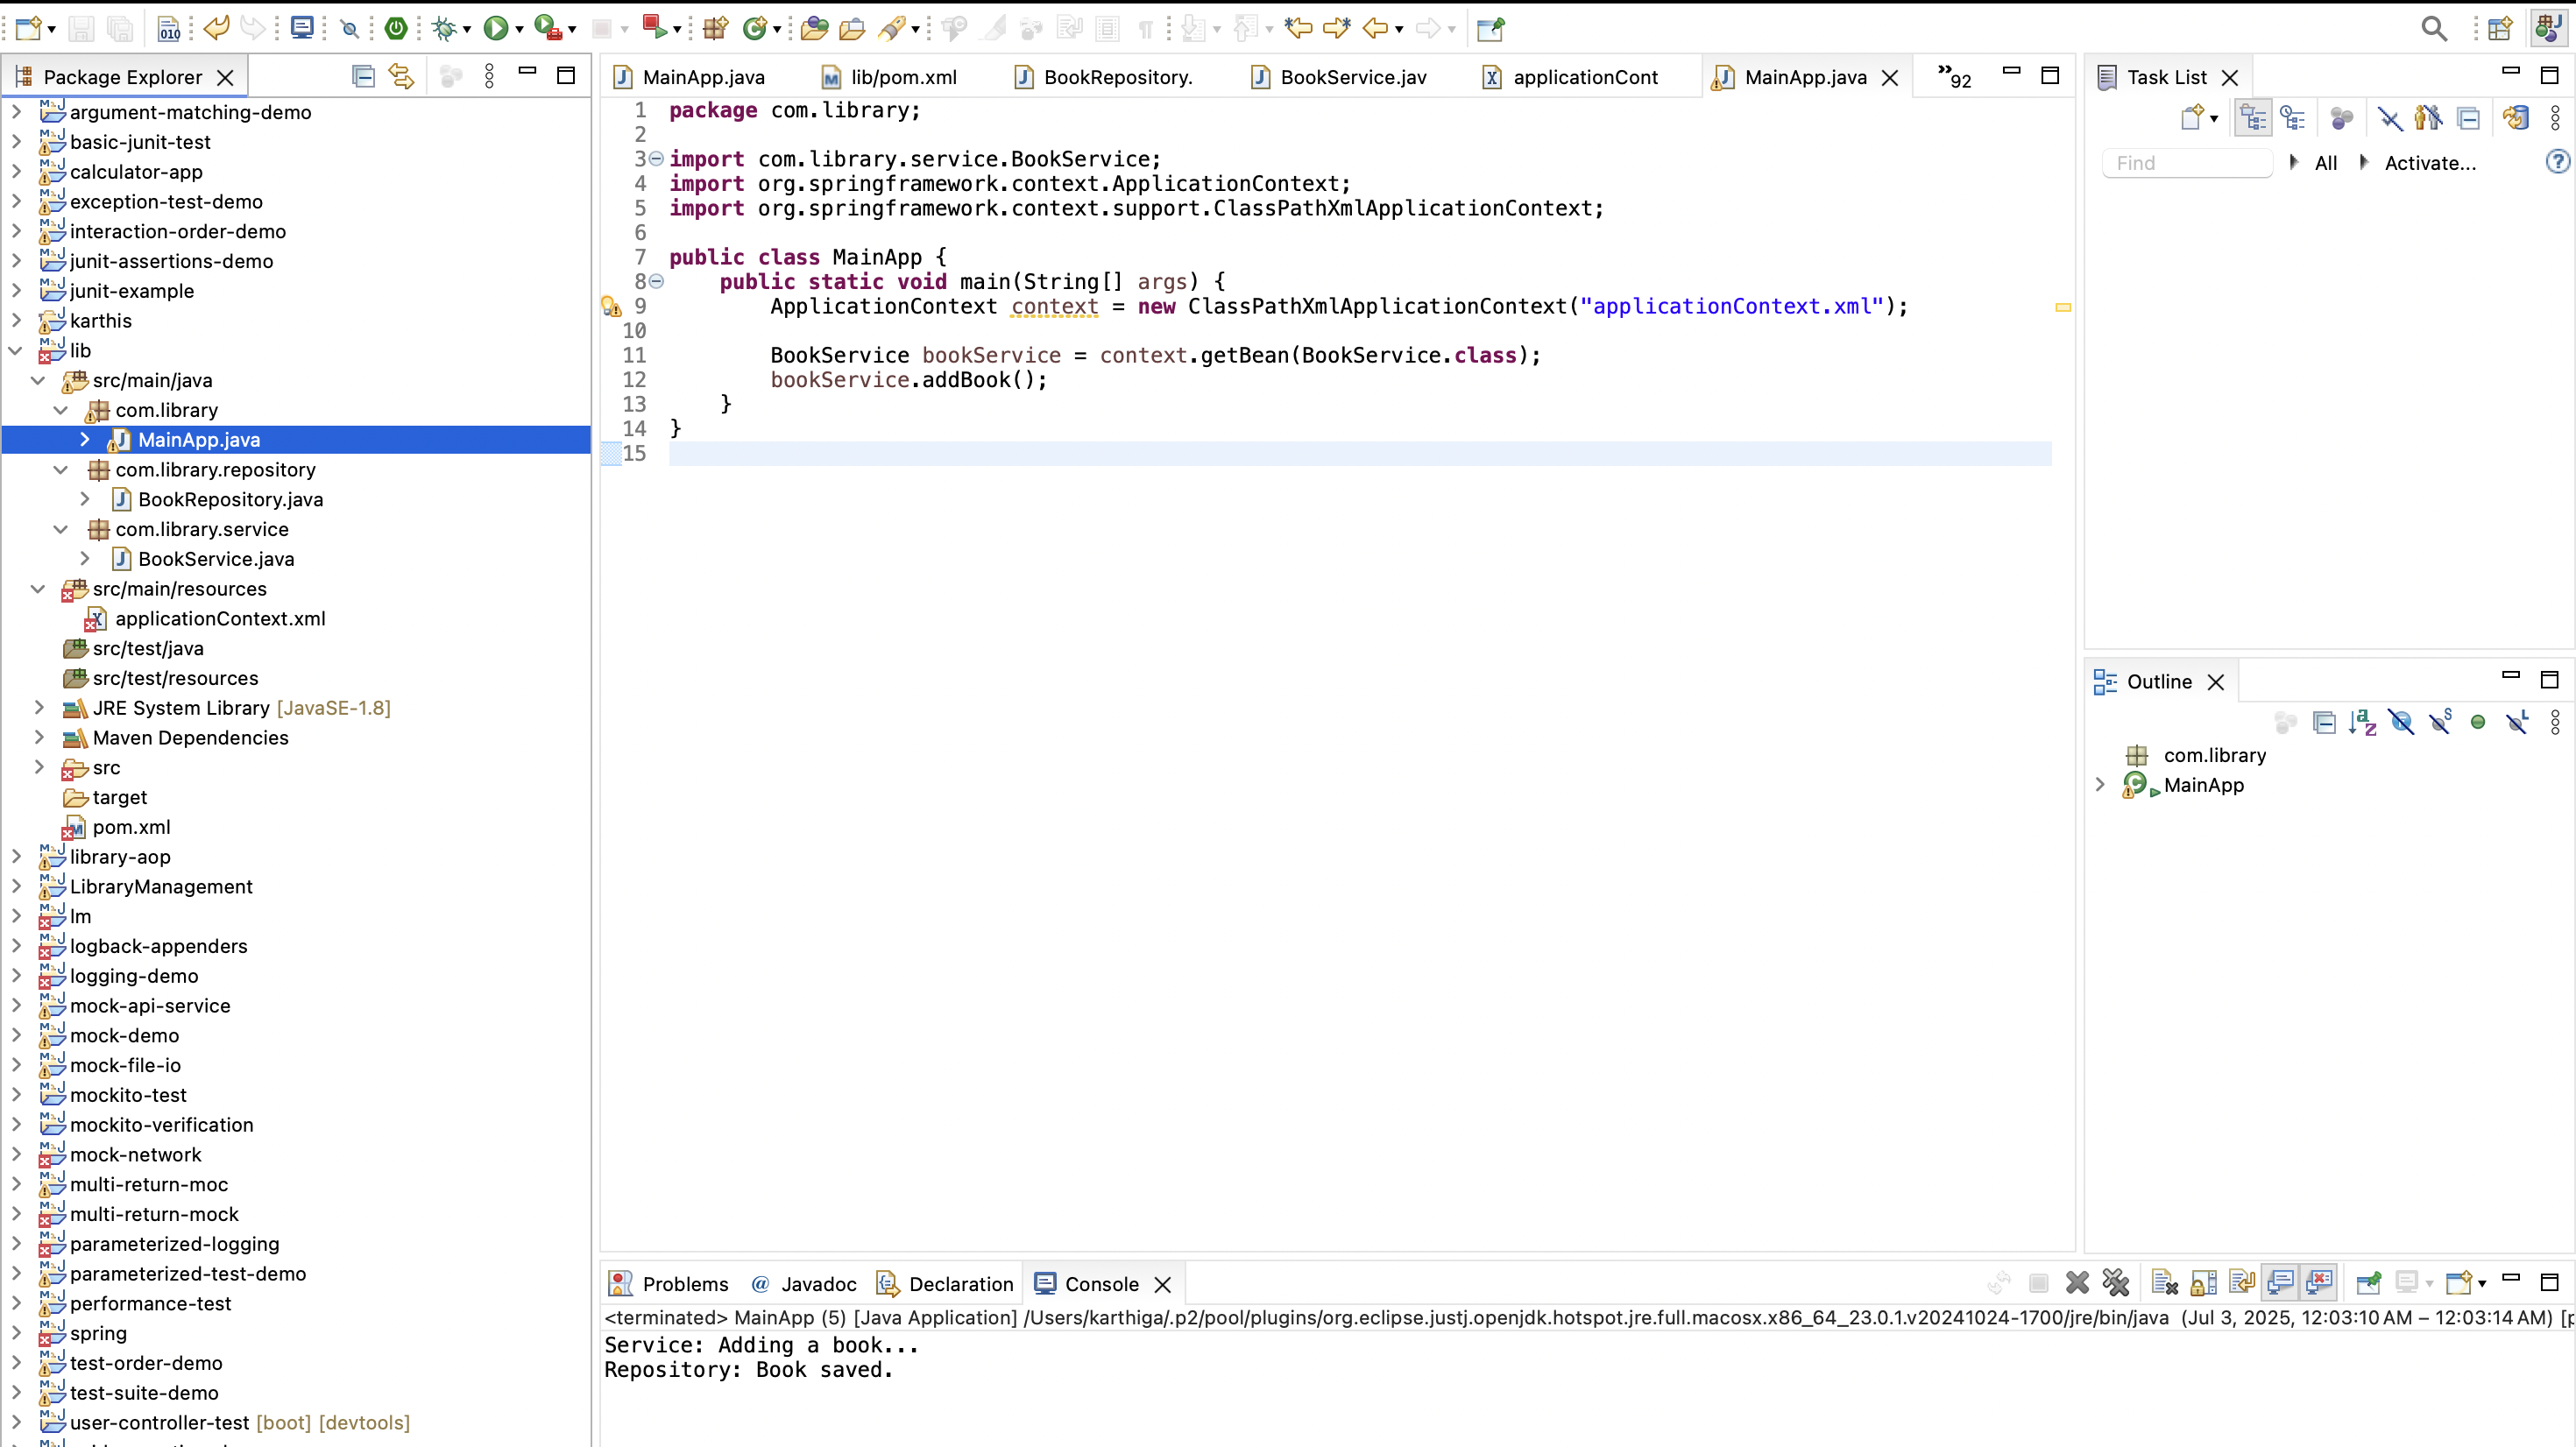 Package Explorer
argument-matching-demo
basic-junit-test
calculator-app
exception-test-demo
interaction-order-demo
junit-assertions-demo
junit-example
karthis
lib
src/main/java
com.library
MainApp.java
com.library.repository
BookRepository.java
com.library.service
BookService.java
src/main/resources
applicationContext.xml
src/test/java
src/test/resources
JRE System Library [JavaSE-1.8]
Maven Dependencies
src
target
pom.xml
library-aop
LibraryManagement
lm
logback-appenders
logging-demo
mock-api-service
mock-demo
mock-file-io
mockito-test
mockito-verification
mock-network
multi-return-moc
multi-return-mock
parameterized-logging
parameterized-test-demo
performance-test
spring
test-order-demo
test-suite-demo
user-controller-test [boot] [devtools]
MainApp.java lib/pom.xml BookRepository. BookService.jav applicationCont MainApp.java »92
1 package com.library;
2
3 import com.library.service.BookService;
4 import org.springframework.context.ApplicationContext;
5 import org.springframework.context.support.ClassPathXmlApplicationContext;
6
7 public class MainApp {
8 public static void main(String[] args) {
9 ApplicationContext context = new ClassPathXmlApplicationContext("applicationContext.xml");
10
11 BookService bookService = context.getBean(BookService.class);
12 bookService.addBook();
13 }
14 }
15
Task List
Find All Activate...
Outline
com.library
MainApp
Problems @ Javadoc Declaration Console
<terminated> MainApp (5) [Java Application] /Users/karthiga/.p2/pool/plugins/org.eclipse.justj.openjdk.hotspot.jre.full.macosx.x86_64_23.0.1.v20241024-1700/jre/bin/java (Jul 3, 2025, 12:03:10 AM – 12:03:14 AM) [p
Service: Adding a book...
Repository: Book saved.